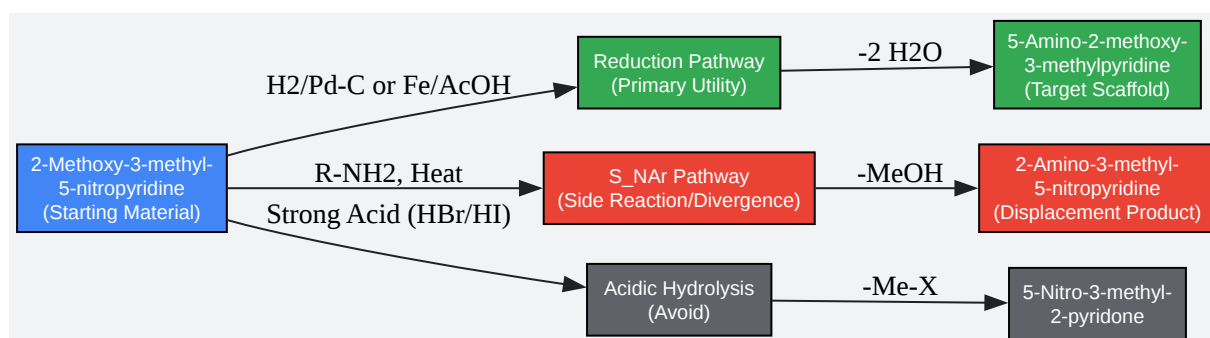 2-Methoxy-3-methyl-
5-nitropyridine
(Starting Material)
H2/Pd-C or Fe/AcOH
Reduction Pathway
(Primary Utility)
-2 H2O
5-Amino-2-methoxy-
3-methylpyridine
(Target Scaffold)
R-NH2, Heat
S_NAr Pathway
(Side Reaction/Divergence)
-MeOH
2-Amino-3-methyl-
5-nitropyridine
(Displacement Product)
Strong Acid (HBr/HI)
Acidic Hydrolysis
(Avoid)
-Me-X
5-Nitro-3-methyl-
2-pyridone